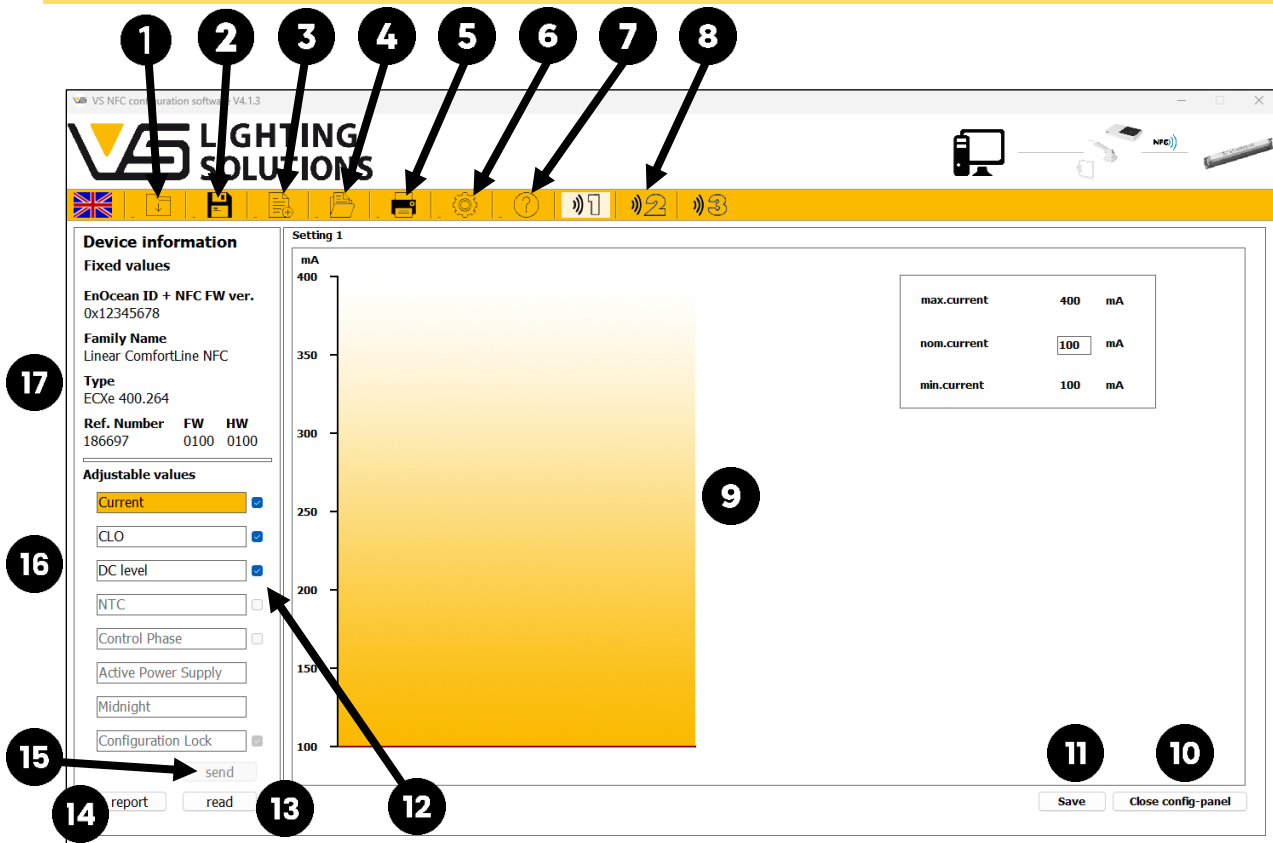 1 2 3 4 5 6 7 8
VS NFC configuration software V4.1.3
VS LIGHTING
SOLUTIONS
NFC
1 2 3
Device information
Fixed values
EnOcean ID + NFC FW ver.
0x12345678
Family Name
Linear ComfortLine NFC
17
Type
ECXe 400.264
Ref. Number FW HW
186697 0100 0100
Adjustable values
Current
CLO
16
DC level
NTC
Control Phase
Active Power Supply
Midnight
Configuration Lock
15
send
14
report read
13
12
Setting 1
mA
400
350
300
250
200
150
100
9
max.current 400 mA
nom.current 100 mA
min.current 100 mA
11 10
Save Close config-panel